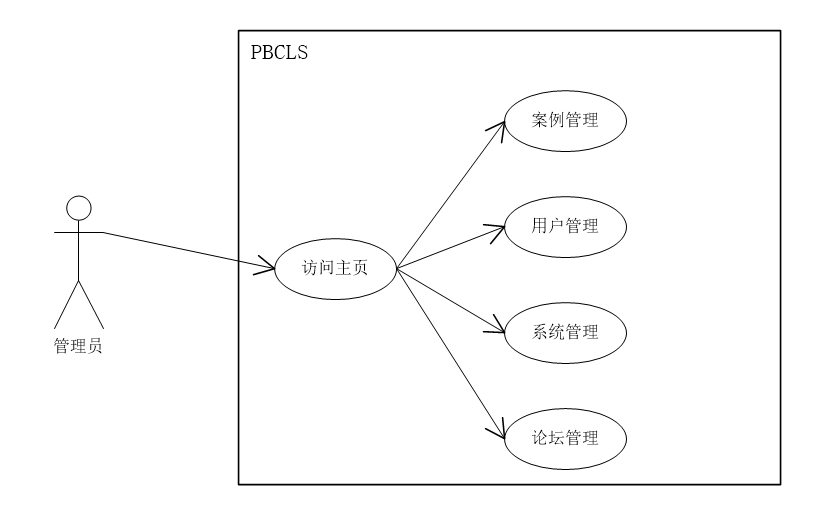 PBCLS
案例管理
用户管理
访问主页
系统管理
管理员
论坛管理